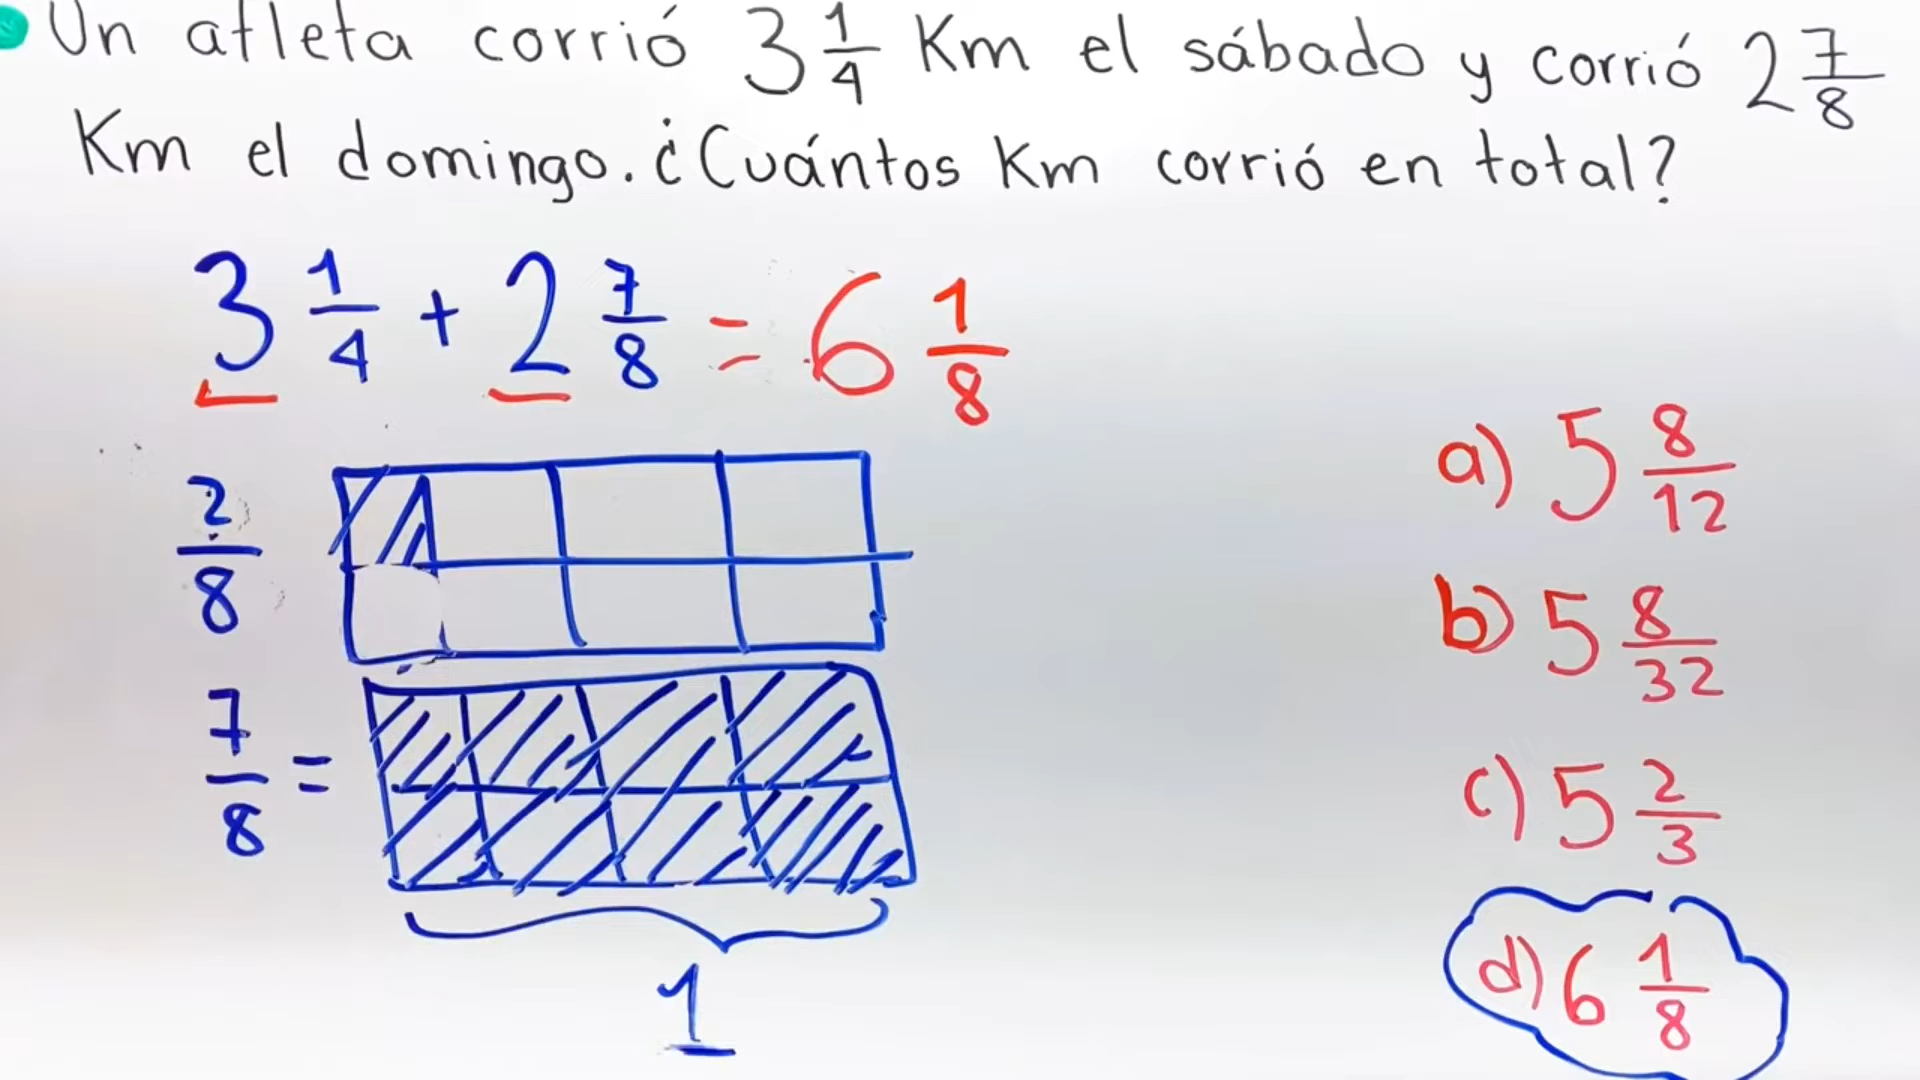 Un atleta corrió 3 1/4 Km el sábado y corrió 2 7/8
Km el domingo. ¿Cuántos Km corrió en total?
3 1/4 + 2 7/8 = 6 1/8
2/8
7/8 =
1
a) 5 8/12
b) 5 8/32
c) 5 2/3
d) 6 1/8